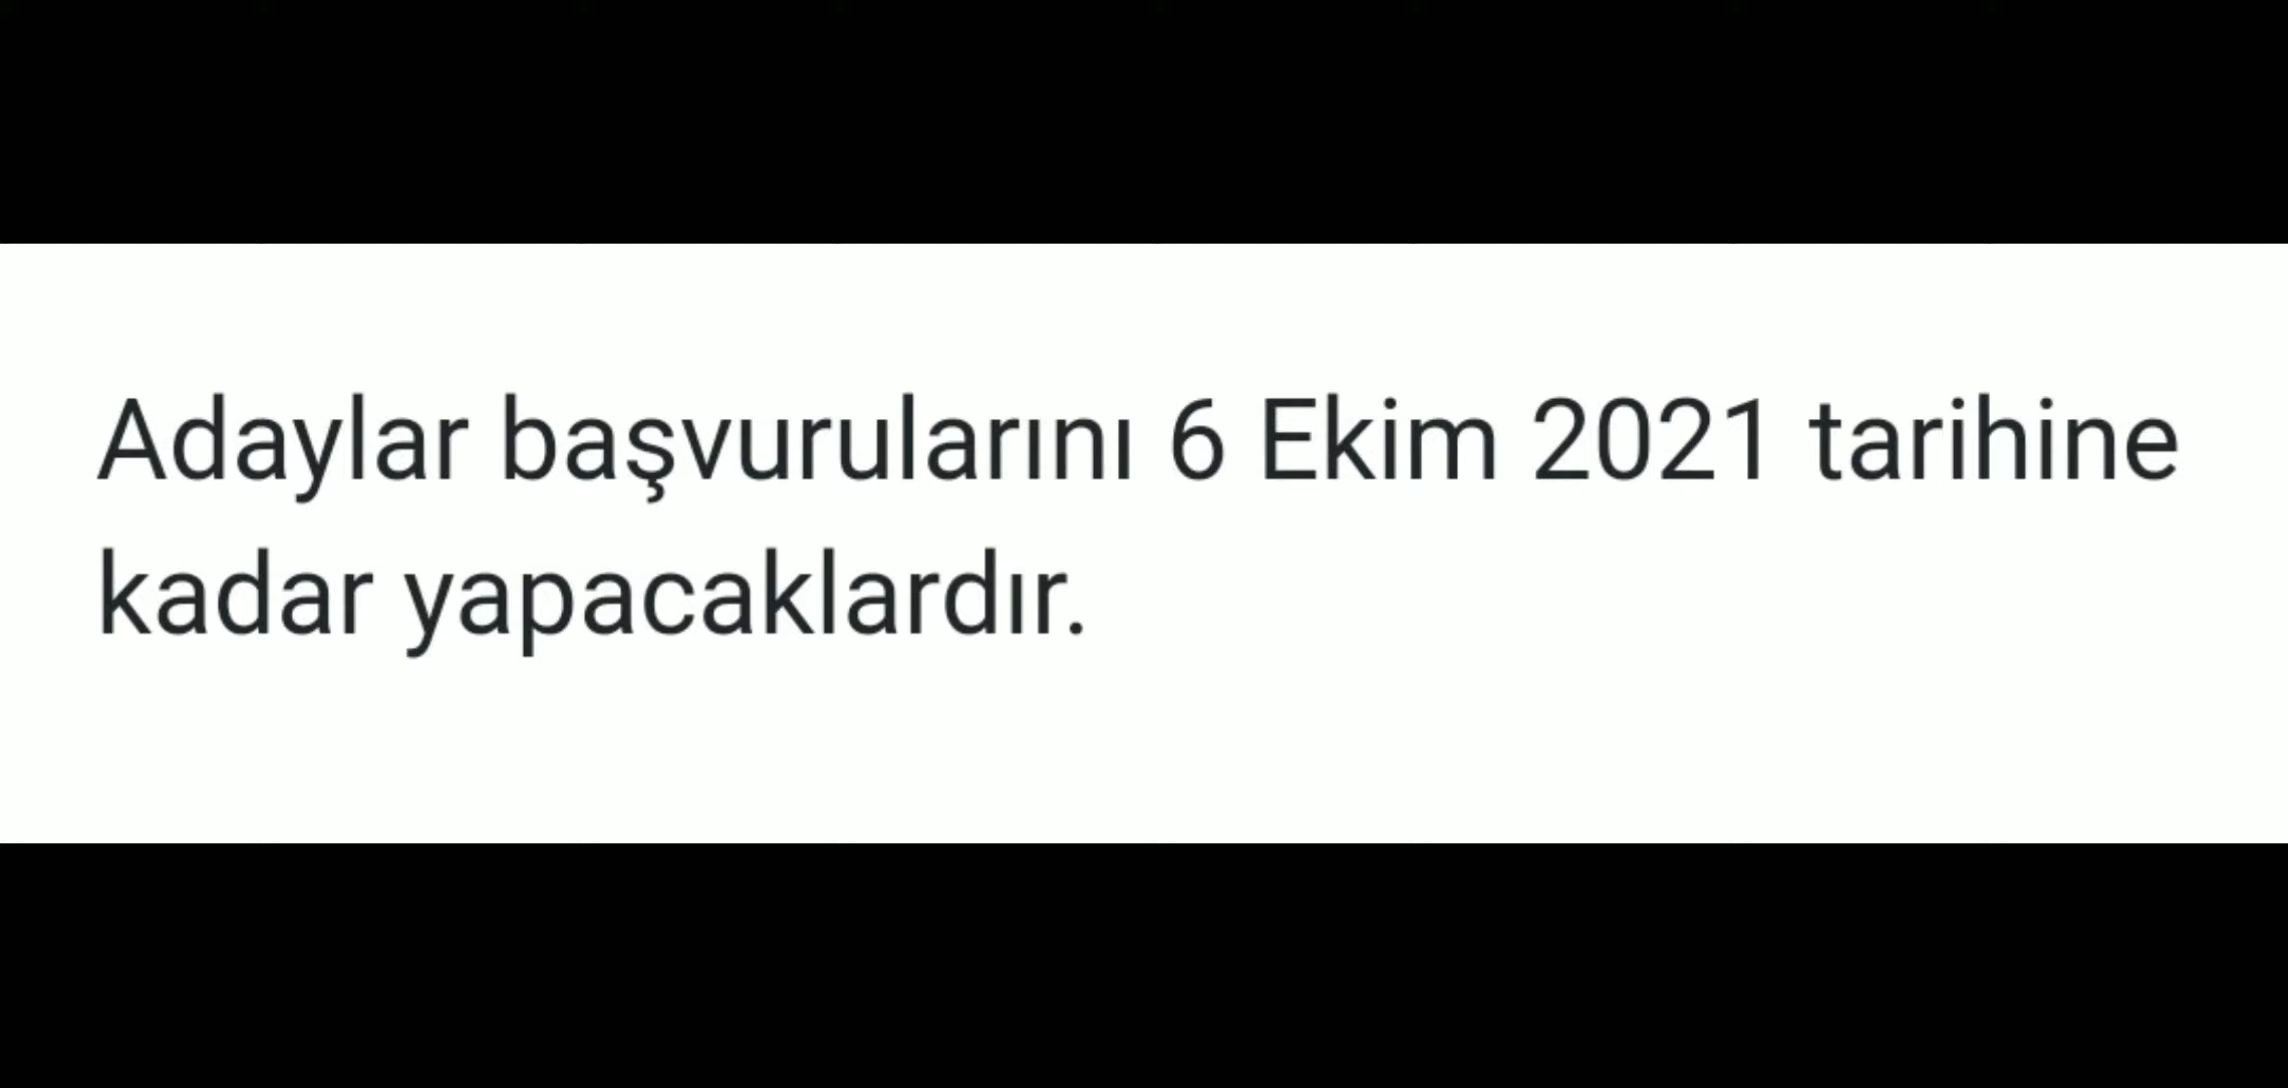 Adaylar başvurularını 6 Ekim 2021 tarihine
kadar yapacaklardır.